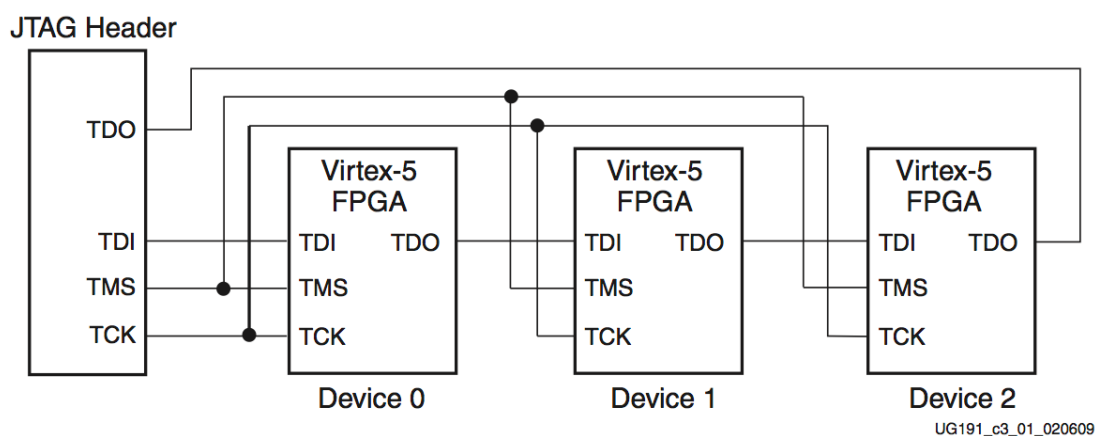 JTAG Header
TDO
TDI
TMS
TCK
Virtex-5
FPGA
TDI TDO
TMS
TCK
Device 0
Virtex-5
FPGA
TDI TDO
TMS
TCK
Device 1
Virtex-5
FPGA
TDI TDO
TMS
TCK
Device 2
UG191_c3_01_020609